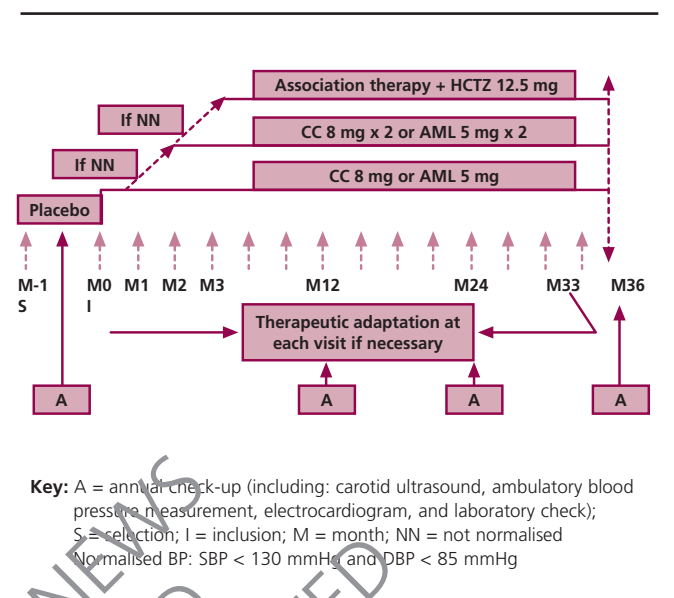 Association therapy + HCTZ 12.5 mg
If NN
CC 8 mg x 2 or AML 5 mg x 2
If NN
CC 8 mg or AML 5 mg
Placebo
M-1 M0 M1 M2 M3 M12 M24 M33 M36
S I
Therapeutic adaptation at
each visit if necessary
A A A A
Key: A = annual check-up (including: carotid ultrasound, ambulatory blood
pressure measurement, electrocardiogram, and laboratory check);
S = selection; I = inclusion; M = month; NN = not normalised
Normalised BP: SBP < 130 mmHg and DBP < 85 mmHg
NEWS